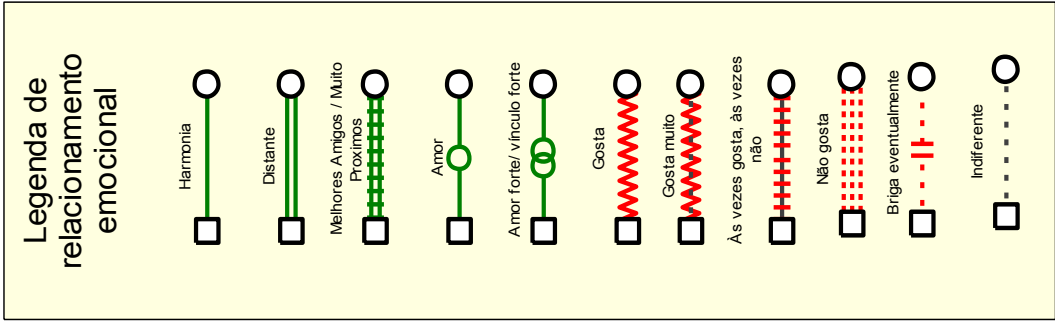 Legenda de
relacionamento
emocional
Harmonia
Distante
Melhores Amigos / Muito
Proximos
Amor
Amor forte/ vínculo forte
Gosta
Gosta muito
Às vezes gosta, às vezes
não
Não gosta
Briga eventualmente
Indiferente